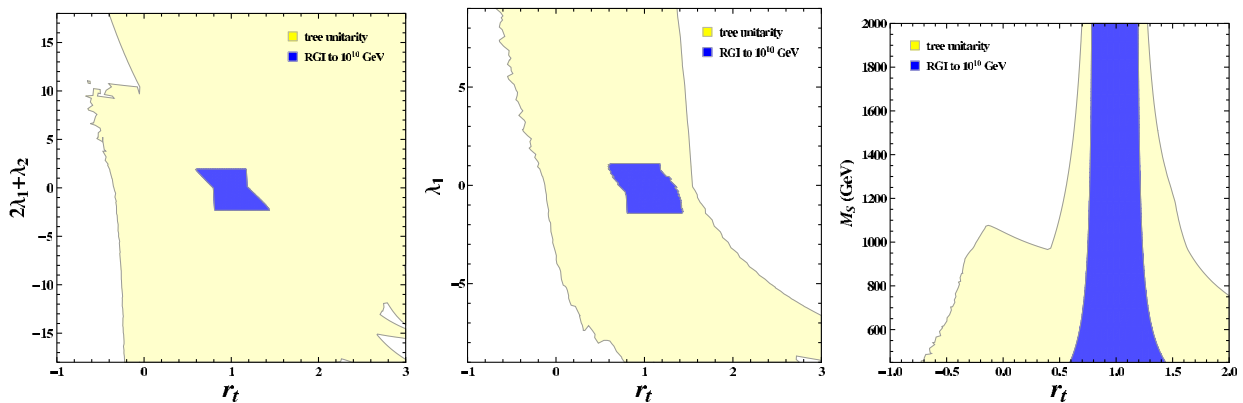 15
10
5
0
−5
−10
−15
2λ₁+λ₂
tree unitarity
RGI to 10¹⁰ GeV
−1
0
1
2
3
r_t
5
0
−5
λ₁
tree unitarity
RGI to 10¹⁰ GeV
−1
0
1
2
3
r_t
2000
1800
1600
1400
1200
1000
800
600
M_S (GeV)
tree unitarity
RGI to 10¹⁰ GeV
−1.0
−0.5
0.0
0.5
1.0
1.5
2.0
r_t